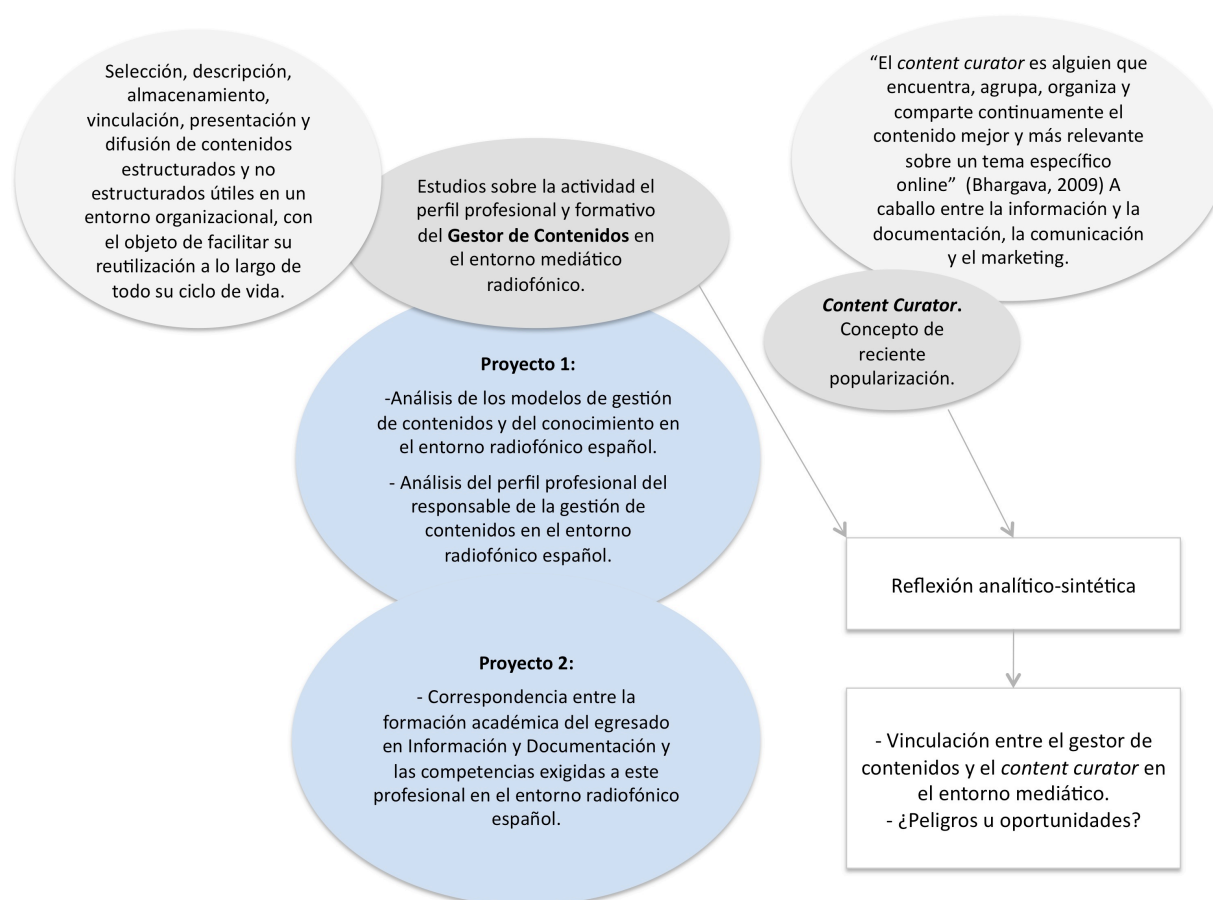 Selección, descripción,
almacenamiento,
vinculación, presentación y
difusión de contenidos
estructurados y no
estructurados útiles en un
entorno organizacional, con
el objeto de facilitar su
reutilización a lo largo de
todo su ciclo de vida.
Estudios sobre la actividad el
perfil profesional y formativo
del Gestor de Contenidos en
el entorno mediático
radiofónico.
“El content curator es alguien que
encuentra, agrupa, organiza y
comparte continuamente el
contenido mejor y más relevante
sobre un tema específico
online” (Bhargava, 2009) A
caballo entre la información y la
documentación, la comunicación
y el marketing.
Content Curator.
Concepto de
reciente
popularización.
Proyecto 1:
-Análisis de los modelos de gestión
de contenidos y del conocimiento en
el entorno radiofónico español.
- Análisis del perfil profesional del
responsable de la gestión de
contenidos en el entorno
radiofónico español.
Proyecto 2:
- Correspondencia entre la
formación académica del egresado
en Información y Documentación y
las competencias exigidas a este
profesional en el entorno radiofónico
español.
Reflexión analítico-sintética
- Vinculación entre el gestor de
contenidos y el content curator en
el entorno mediático.
- ¿Peligros u oportunidades?